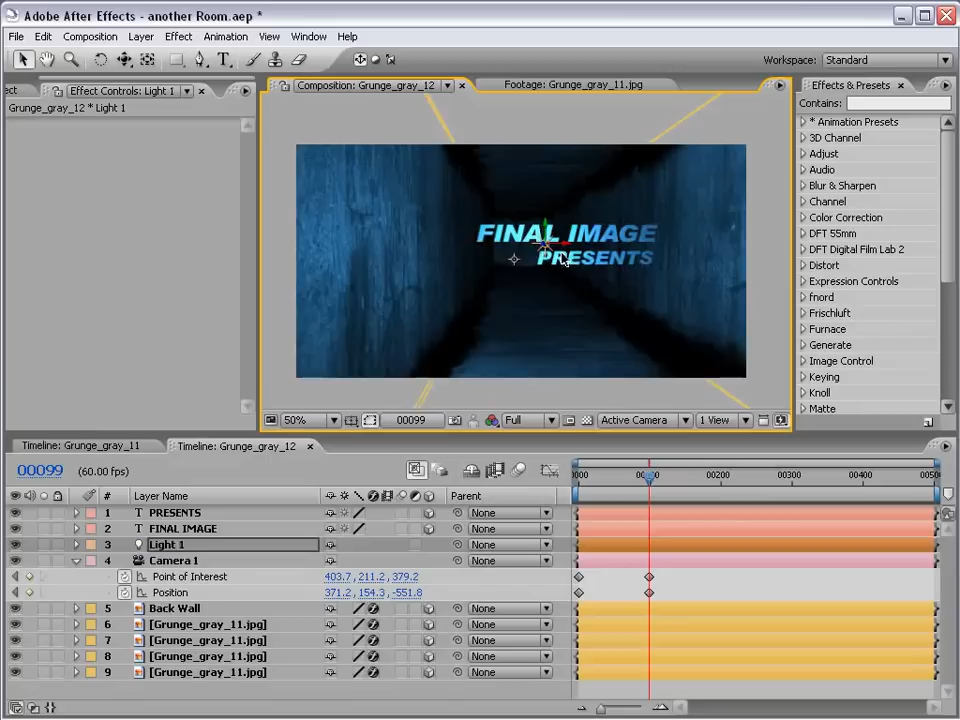 Adobe After Effects - another Room.aep *
File Edit Composition Layer Effect Animation View Window Help
Workspace: Standard
ect Effect Controls: Light 1
Grunge_gray_12 * Light 1
Composition: Grunge_gray_12
Footage: Grunge_gray_11.jpg
FINAL IMAGE
PRESENTS
50% 00099 Full Active Camera 1 View
Effects & Presets
Contains:
* Animation Presets
3D Channel
Adjust
Audio
Blur & Sharpen
Channel
Color Correction
DFT 55mm
DFT Digital Film Lab 2
Distort
Expression Controls
fnord
Frischluft
Furnace
Generate
Image Control
Keying
Knoll
Matte
Timeline: Grunge_gray_11 Timeline: Grunge_gray_12
00099 (60.00 fps)
00200 00300 00400
# Layer Name Parent
1 T PRESENTS None
2 T FINAL IMAGE None
3 Light 1 None
4 Camera 1 None
Point of Interest 403.7, 211.2, 379.2
Position 371.2, 154.3, -551.8
5 Back Wall None
6 [Grunge_gray_11.jpg] None
7 [Grunge_gray_11.jpg] None
8 [Grunge_gray_11.jpg] None
9 [Grunge_gray_11.jpg] None